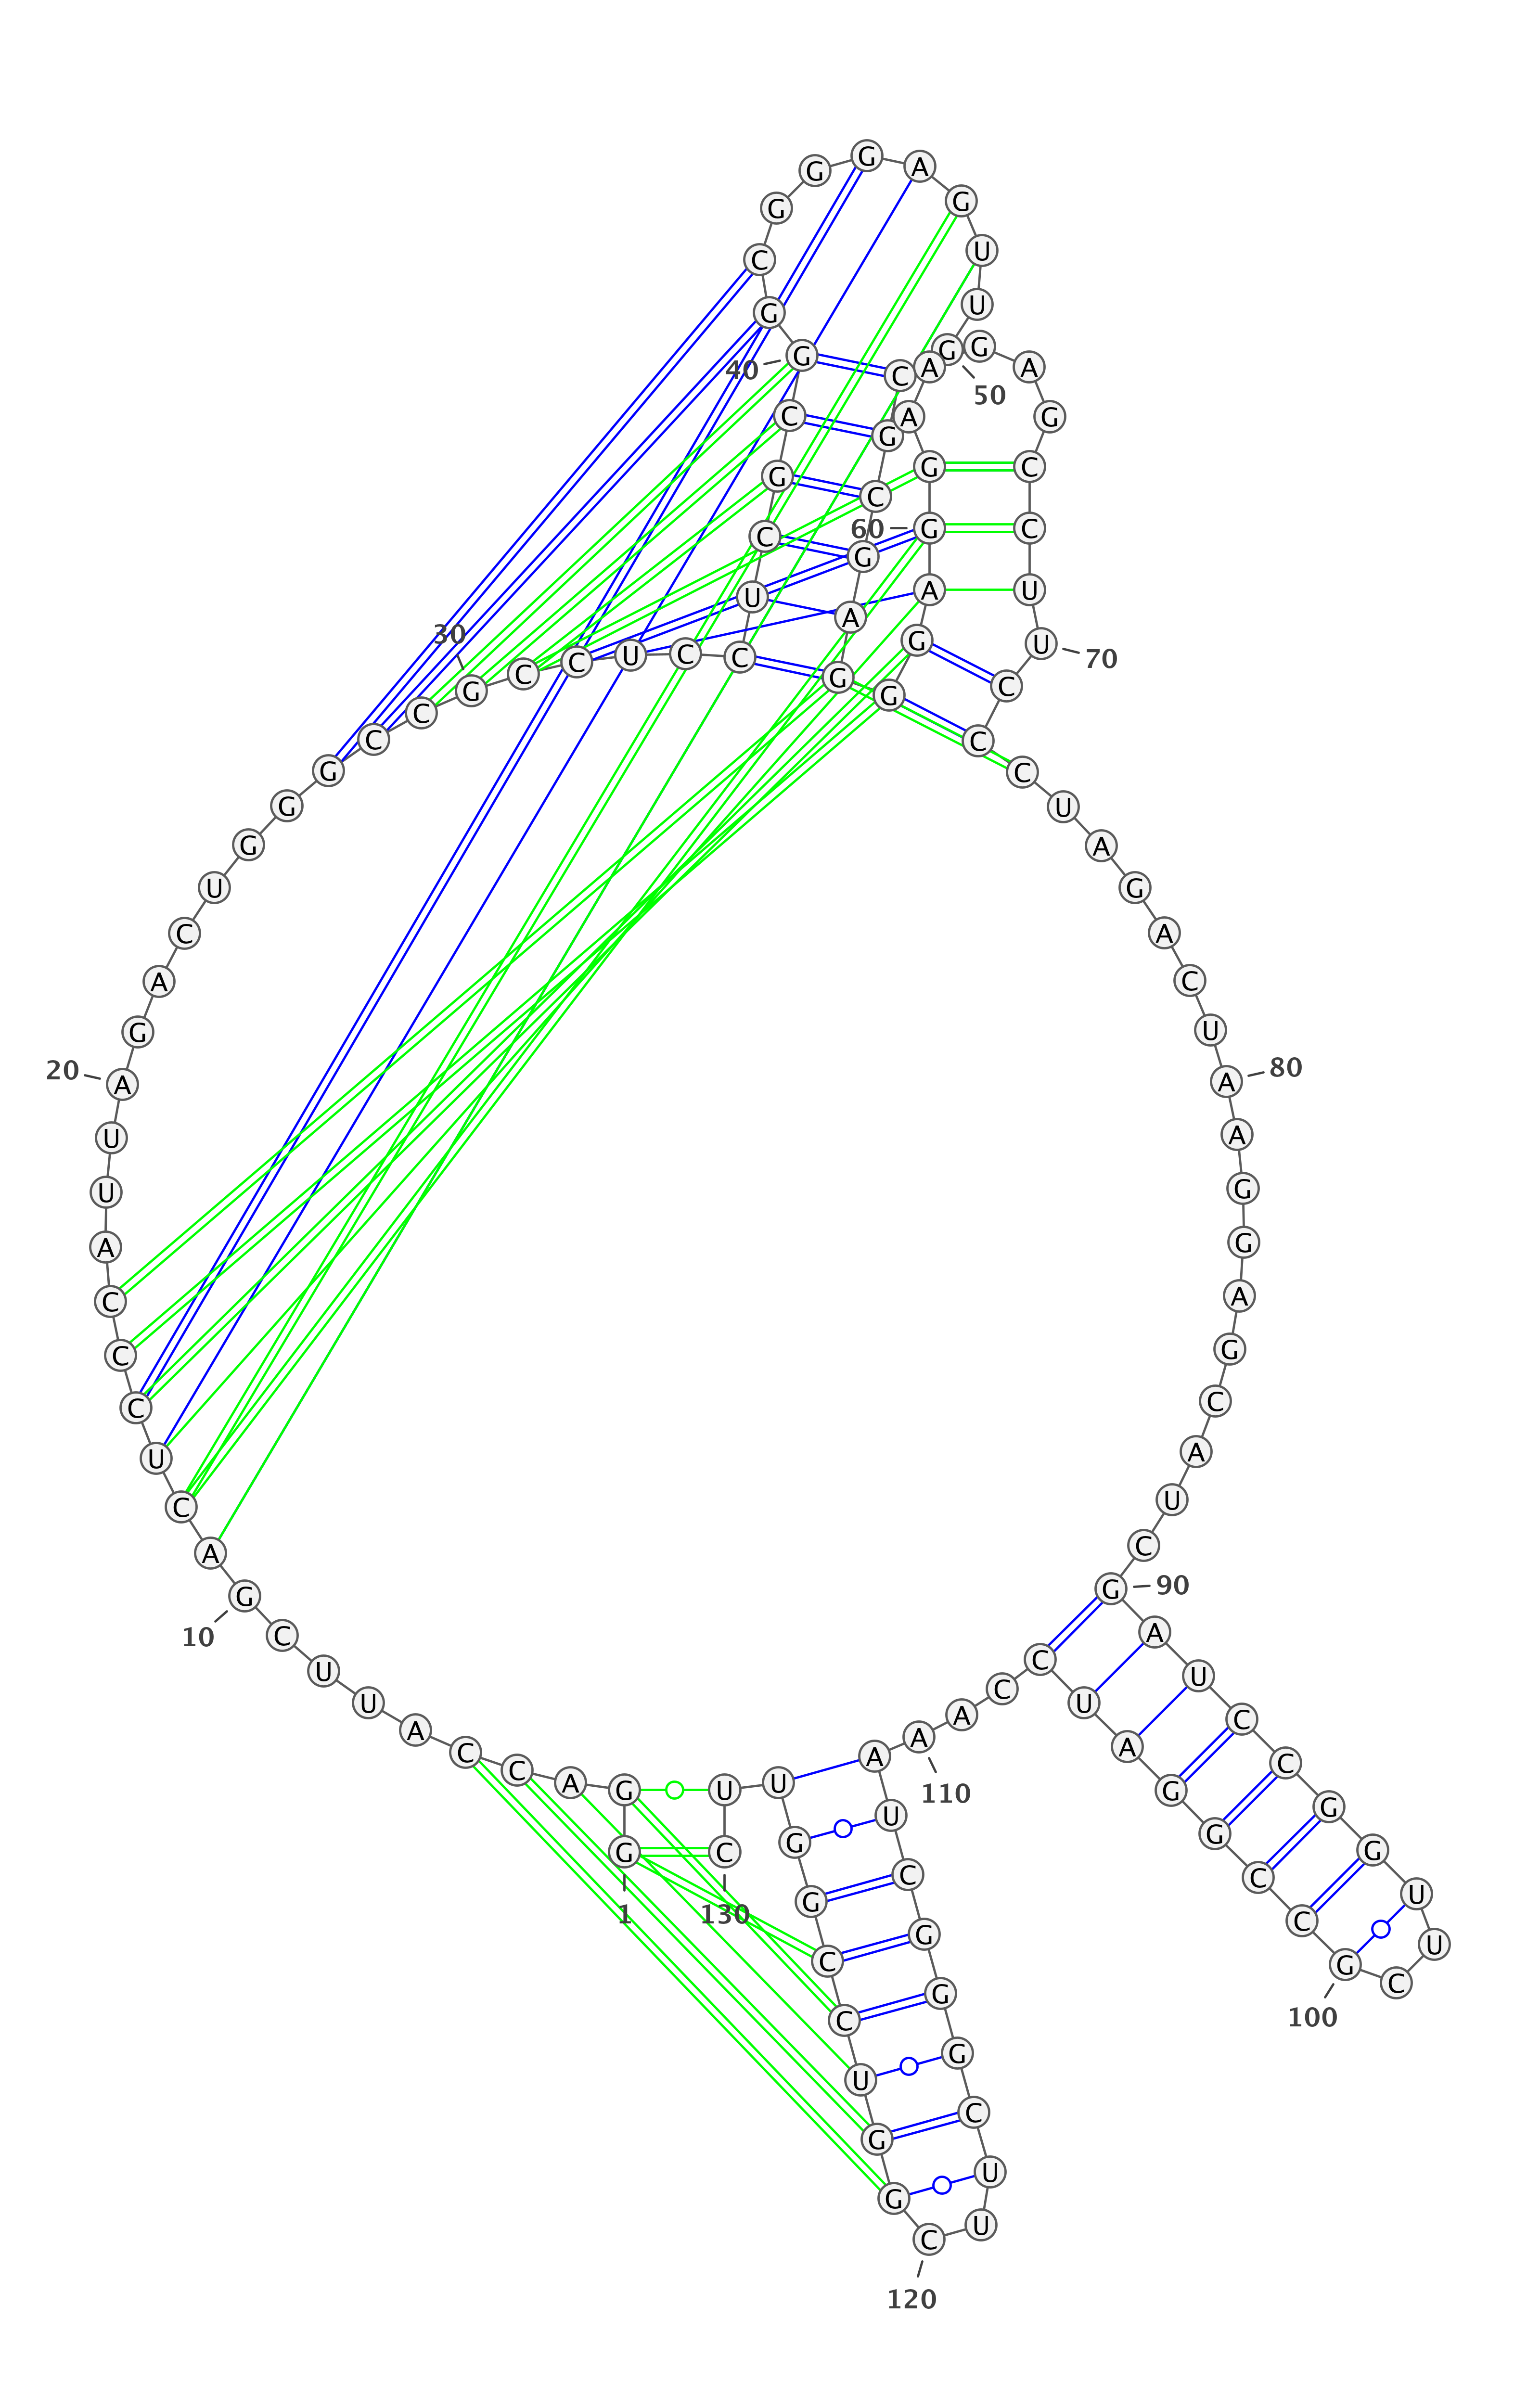 1
G G A C C A U U C G
10
A C U C C C A U U A
20
G A C U G G G C C G
30
C C U C C U C G C G
40
G C G G G A G U U G
50
C G C G A G G G A G
60
G A A G A G C C U U
70
C C C U A G A C U A
80
A G G A G C A U C G
90
A U C C G G U U C G
100
C C G G A U C C A A
110
A U C G G G C U U C
120
G G U C C G G U U C
130